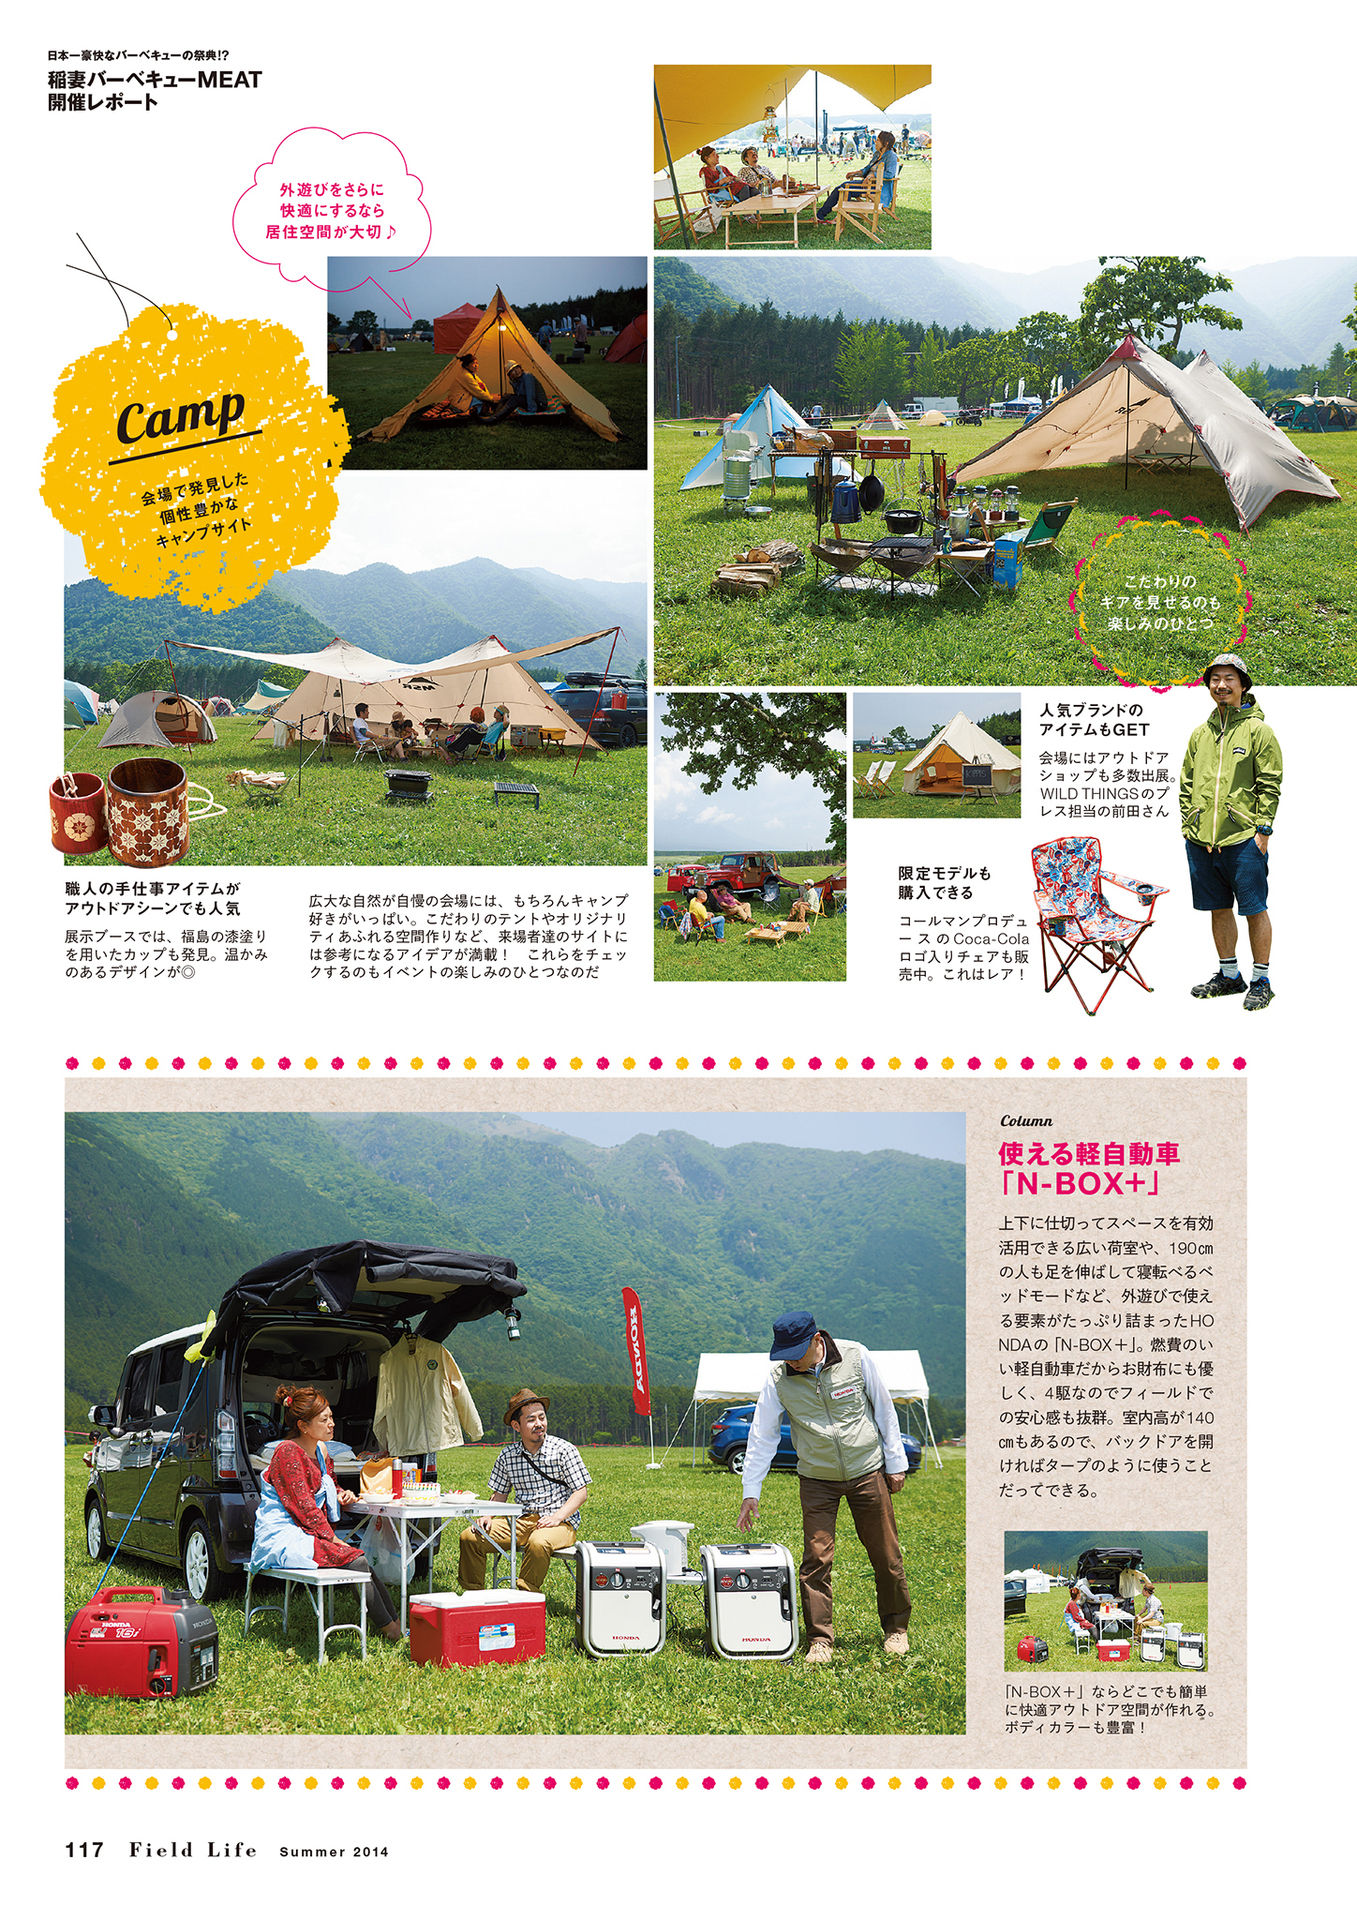 日本一豪快なバーベキューの祭典!?
稲妻バーベキューMEAT
開催レポート
外遊びをさらに
快適にするなら
居住空間が大切♪
Camp
会場で発見した
個性豊かな
キャンプサイト
こだわりの
ギアを見せるのも
楽しみのひとつ
MSR
KIPPIS
人気ブランドの
アイテムもGET
会場にはアウトドア
ショップも多数出展。
WILD THINGSのプ
レス担当の前田さん
限定モデルも
購入できる
コールマンプロデュ
ースのCoca-Cola
ロゴ入りチェアも販
売中。これはレア！
職人の手仕事アイテムが
アウトドアシーンでも人気
展示ブースでは、福島の漆塗り
を用いたカップも発見。温かみ
のあるデザインが◎
広大な自然が自慢の会場には、もちろんキャンプ
好きがいっぱい。こだわりのテントやオリジナリ
ティあふれる空間作りなど、来場者達のサイトに
は参考になるアイデアが満載！　これらをチェッ
クするのもイベントの楽しみのひとつなのだ
Column
使える軽自動車
「N-BOX＋」
上下に仕切ってスペースを有効
活用できる広い荷室や、190㎝
の人も足を伸ばして寝転べるベ
ッドモードなど、外遊びで使え
る要素がたっぷり詰まったHO
NDAの「N-BOX＋」。燃費のい
い軽自動車だからお財布にも優
しく、4駆なのでフィールドで
の安心感も抜群。室内高が140
㎝もあるので、バックドアを開
ければタープのように使うこと
だってできる。
HONDA
HONDA
HONDA
EU 16i
HONDA
HONDA
HONDA
「N-BOX＋」ならどこでも簡単
に快適アウトドア空間が作れる。
ボディカラーも豊富！
117 Field Life Summer 2014